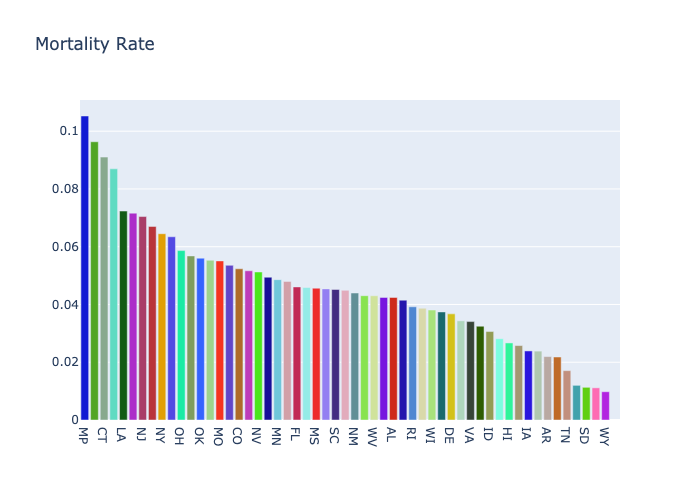 Mortality Rate
0.1
0.08
0.06
0.04
0.02
0
MP
CT
LA
NJ
NY
OH
OK
MO
CO
NV
MN
FL
MS
SC
NM
WV
AL
RI
WI
DE
VA
ID
HI
IA
AR
TN
SD
WY